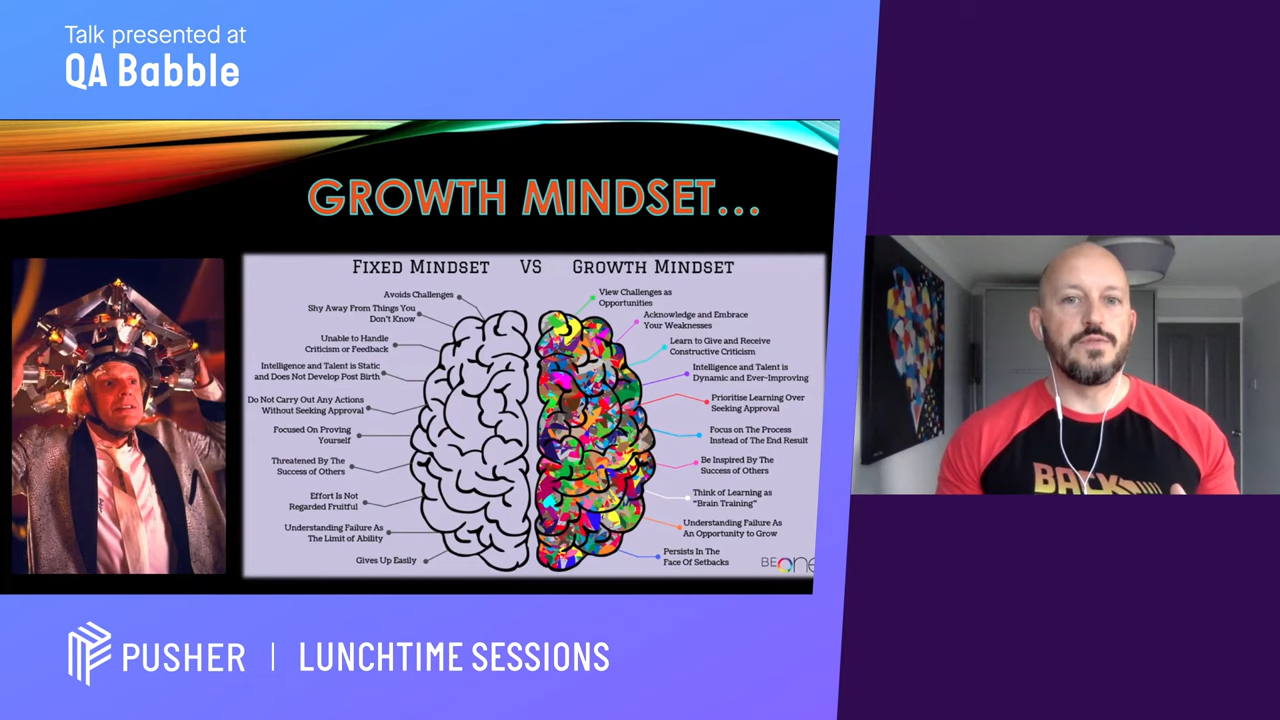 Talk presented at
QA Babble
GROWTH MINDSET...
FIXED MINDSET VS GROWTH MINDSET
Avoids Challenges
Shy Away From Things You
Don't Know
Unable to Handle
Criticism or Feedback
Intelligence and Talent is Static
and Does Not Develop Post Birth
Do Not Carry Out Any Actions
Without Seeking Approval
Focused On Proving
Yourself
Threatened By The
Success of Others
Effort Is Not
Regarded Fruitful
Understanding Failure As
The Limit of Ability
Gives Up Easily
View Challenges as
Opportunities
Acknowledge and Embrace
Your Weaknesses
Learn to Give and Receive
Constructive Criticism
Intelligence and Talent is
Dynamic and Ever-Improving
Prioritise Learning Over
Seeking Approval
Focus on The Process
Instead of The End Result
Be Inspired By The
Success of Others
Think of Learning as
"Brain Training"
Understanding Failure As
An Opportunity to Grow
Persists In The
Face Of Setbacks
BEONE
BACK
PUSHER | LUNCHTIME SESSIONS